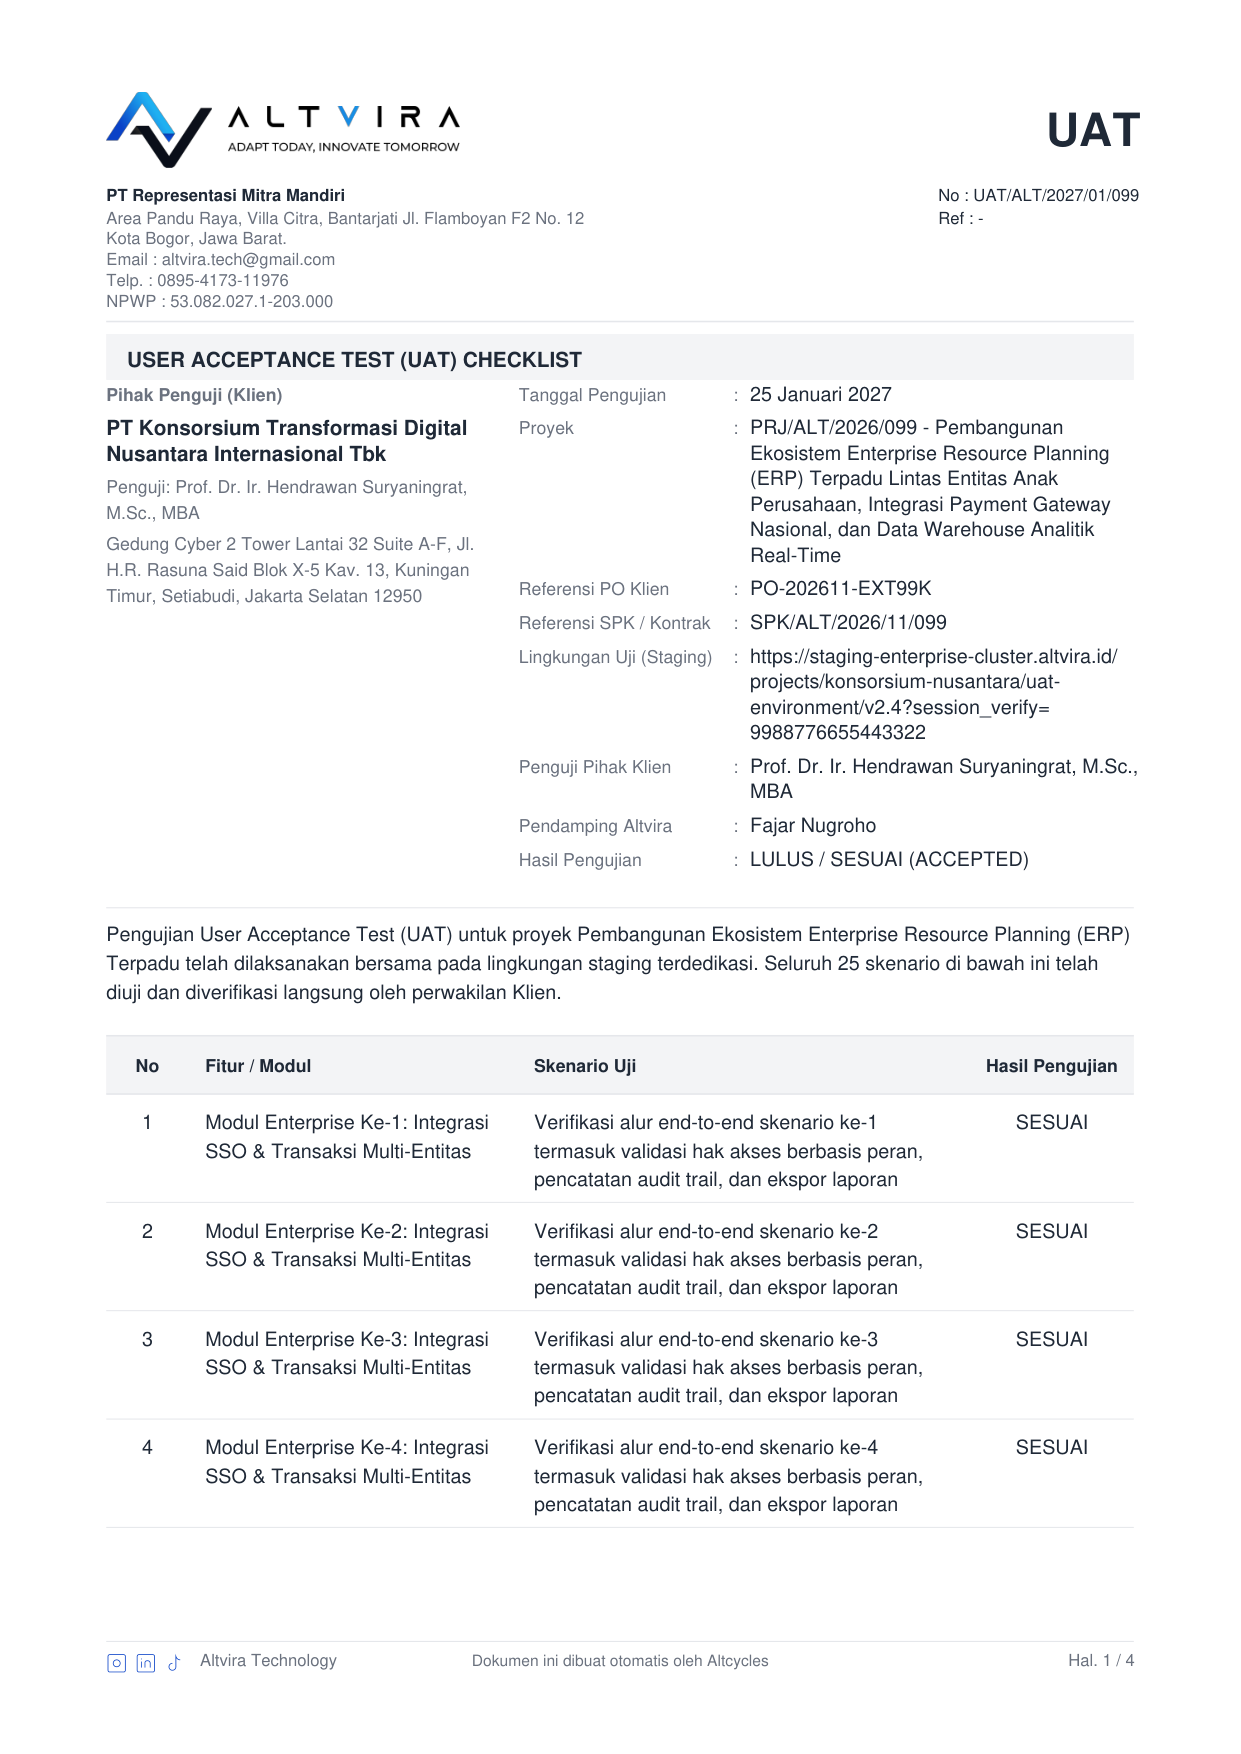 ALTVIRA
ADAPT TODAY, INNOVATE TOMORROW
UAT
PT Representasi Mitra Mandiri
Area Pandu Raya, Villa Citra, Bantarjati Jl. Flamboyan F2 No. 12
Kota Bogor, Jawa Barat.
Email : altvira.tech@gmail.com
Telp. : 0895-4173-11976
NPWP : 53.082.027.1-203.000
No : UAT/ALT/2027/01/099
Ref : -
USER ACCEPTANCE TEST (UAT) CHECKLIST
Pihak Penguji (Klien)
PT Konsorsium Transformasi Digital
Nusantara Internasional Tbk
Penguji: Prof. Dr. Ir. Hendrawan Suryaningrat,
M.Sc., MBA
Gedung Cyber 2 Tower Lantai 32 Suite A-F, Jl.
H.R. Rasuna Said Blok X-5 Kav. 13, Kuningan
Timur, Setiabudi, Jakarta Selatan 12950
Tanggal Pengujian : 25 Januari 2027
Proyek : PRJ/ALT/2026/099 - Pembangunan
Ekosistem Enterprise Resource Planning
(ERP) Terpadu Lintas Entitas Anak
Perusahaan, Integrasi Payment Gateway
Nasional, dan Data Warehouse Analitik
Real-Time
Referensi PO Klien : PO-202611-EXT99K
Referensi SPK / Kontrak : SPK/ALT/2026/11/099
Lingkungan Uji (Staging) : https://staging-enterprise-cluster.altvira.id/
projects/konsorsium-nusantara/uat-
environment/v2.4?session_verify=
9988776655443322
Penguji Pihak Klien : Prof. Dr. Ir. Hendrawan Suryaningrat, M.Sc.,
MBA
Pendamping Altvira : Fajar Nugroho
Hasil Pengujian : LULUS / SESUAI (ACCEPTED)
Pengujian User Acceptance Test (UAT) untuk proyek Pembangunan Ekosistem Enterprise Resource Planning (ERP)
Terpadu telah dilaksanakan bersama pada lingkungan staging terdedikasi. Seluruh 25 skenario di bawah ini telah
diuji dan diverifikasi langsung oleh perwakilan Klien.
No Fitur / Modul Skenario Uji Hasil Pengujian
1 Modul Enterprise Ke-1: Integrasi Verifikasi alur end-to-end skenario ke-1 SESUAI
SSO & Transaksi Multi-Entitas termasuk validasi hak akses berbasis peran,
pencatatan audit trail, dan ekspor laporan
2 Modul Enterprise Ke-2: Integrasi Verifikasi alur end-to-end skenario ke-2 SESUAI
SSO & Transaksi Multi-Entitas termasuk validasi hak akses berbasis peran,
pencatatan audit trail, dan ekspor laporan
3 Modul Enterprise Ke-3: Integrasi Verifikasi alur end-to-end skenario ke-3 SESUAI
SSO & Transaksi Multi-Entitas termasuk validasi hak akses berbasis peran,
pencatatan audit trail, dan ekspor laporan
4 Modul Enterprise Ke-4: Integrasi Verifikasi alur end-to-end skenario ke-4 SESUAI
SSO & Transaksi Multi-Entitas termasuk validasi hak akses berbasis peran,
pencatatan audit trail, dan ekspor laporan
Altvira Technology Dokumen ini dibuat otomatis oleh Altcycles Hal. 1 / 4